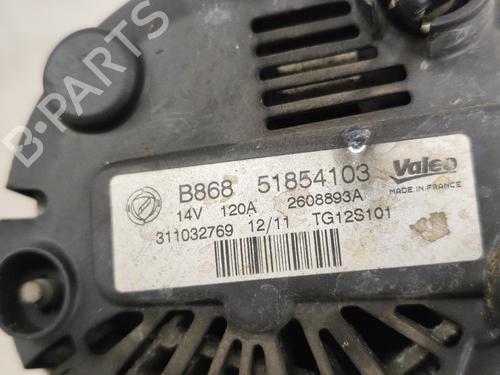 B868 51854103 Valeo
14V 120A 2608893A MADE IN FRANCE
311032769 12/11 TG12S101
B-PARTS